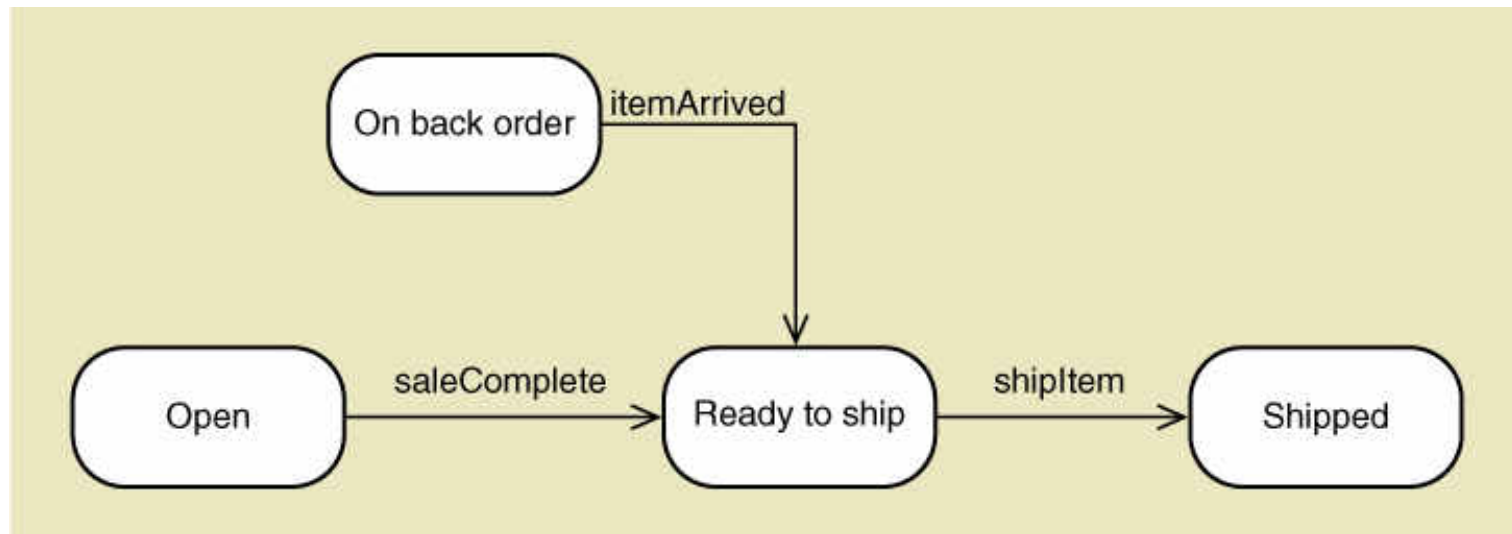 On back order
itemArrived
Open
saleComplete
Ready to ship
shipItem
Shipped